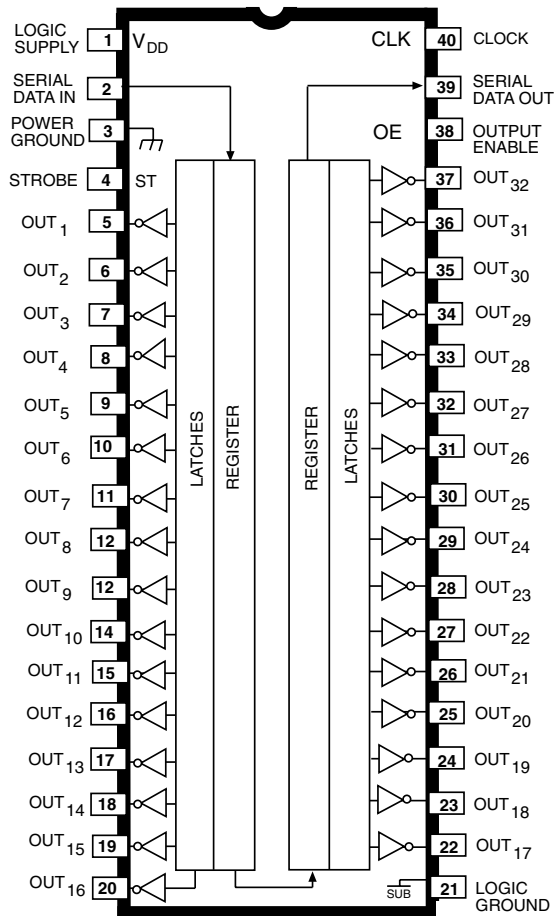 LOGIC SUPPLY 1 VDD CLK 40 CLOCK
SERIAL DATA IN 2 39 SERIAL DATA OUT
POWER GROUND 3 OE 38 OUTPUT ENABLE
STROBE 4 ST 37 OUT32
OUT1 5 36 OUT31
OUT2 6 35 OUT30
OUT3 7 34 OUT29
OUT4 8 33 OUT28
OUT5 9 32 OUT27
OUT6 10 31 OUT26
OUT7 11 30 OUT25
OUT8 12 29 OUT24
OUT9 12 28 OUT23
OUT10 14 27 OUT22
OUT11 15 26 OUT21
OUT12 16 25 OUT20
OUT13 17 24 OUT19
OUT14 18 23 OUT18
OUT15 19 22 OUT17
OUT16 20 SUB 21 LOGIC GROUND
LATCHES
REGISTER
REGISTER
LATCHES